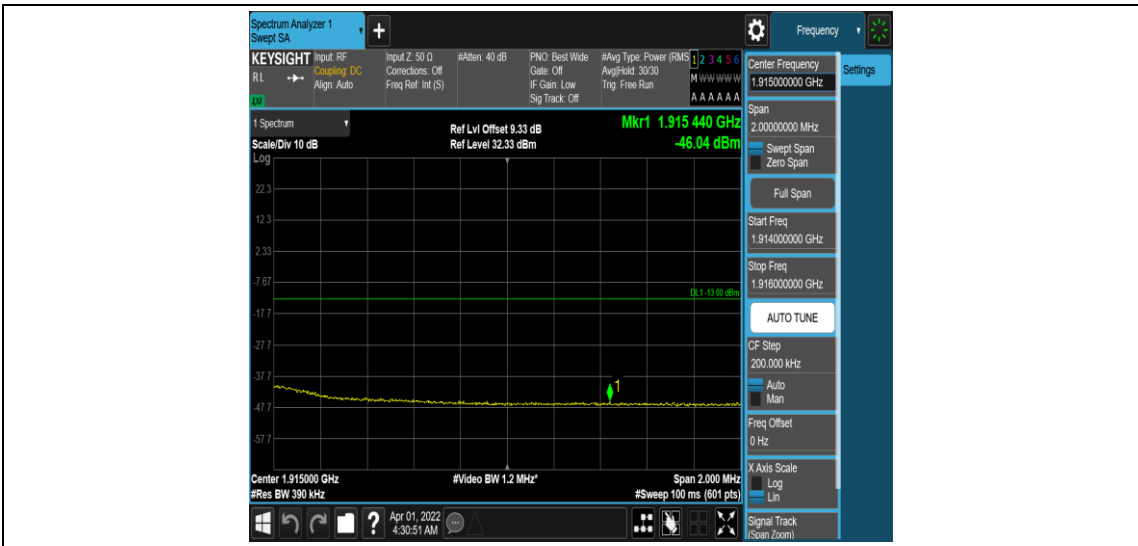 Spectrum Analyzer 1
Swept SA
+
Frequency
KEYSIGHT
RL
LXI
Input: RF
Coupling: DC
Align: Auto
Input Z: 50 Ω
Corrections: Off
Freq Ref: Int (S)
#Atten: 40 dB
PNO: Best Wide
Gate: Off
IF Gain: Low
Sig Track: Off
#Avg Type: Power (RMS
Avg|Hold: 30/30
Trig: Free Run
1 2 3 4 5 6
M W W W W W
A A A A A A
1 Spectrum
Scale/Div 10 dB
Log
Ref Lvl Offset 9.33 dB
Ref Level 32.33 dBm
Mkr1 1.915 440 GHz
-46.04 dBm
22.3
12.3
2.33
-7.67
-17.7
-27.7
-37.7
-47.7
-57.7
DL1 -13.00 dBm
1
Center 1.915000 GHz
#Res BW 390 kHz
#Video BW 1.2 MHz*
Span 2.000 MHz
#Sweep 100 ms (601 pts)
Apr 01, 2022
4:30:51 AM
?
Center Frequency
1.915000000 GHz
Settings
Span
2.00000000 MHz
Swept Span
Zero Span
Full Span
Start Freq
1.914000000 GHz
Stop Freq
1.916000000 GHz
AUTO TUNE
CF Step
200.000 kHz
Auto
Man
Freq Offset
0 Hz
X Axis Scale
Log
Lin
Signal Track
(Span Zoom)